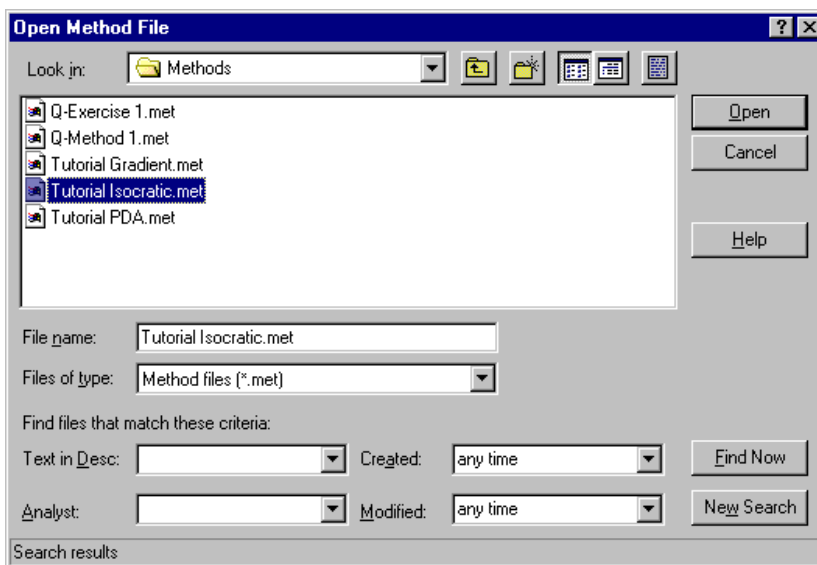 Open Method File
Look in: Methods
Q-Exercise 1.met
Q-Method 1.met
Tutorial Gradient.met
Tutorial Isocratic.met
Tutorial PDA.met
Open
Cancel
Help
File name: Tutorial Isocratic.met
Files of type: Method files (*.met)
Find files that match these criteria:
Text in Desc: Created: any time Find Now
Analyst: Modified: any time New Search
Search results